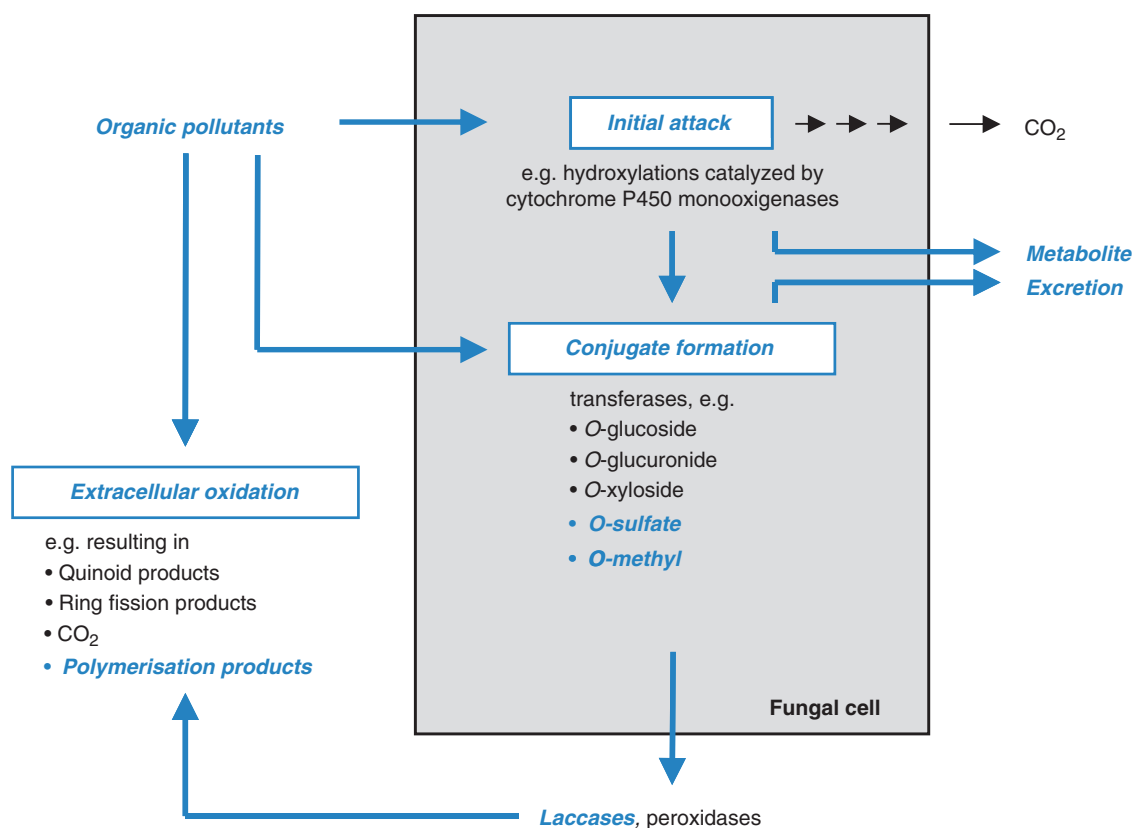 Organic pollutants
Initial attack
CO₂
e.g. hydroxylations catalyzed by
cytochrome P450 monooxigenases
Metabolite
Excretion
Conjugate formation
transferases, e.g.
• O-glucoside
• O-glucuronide
• O-xyloside
• O-sulfate
• O-methyl
Extracellular oxidation
e.g. resulting in
• Quinoid products
• Ring fission products
• CO₂
• Polymerisation products
Fungal cell
Laccases, peroxidases